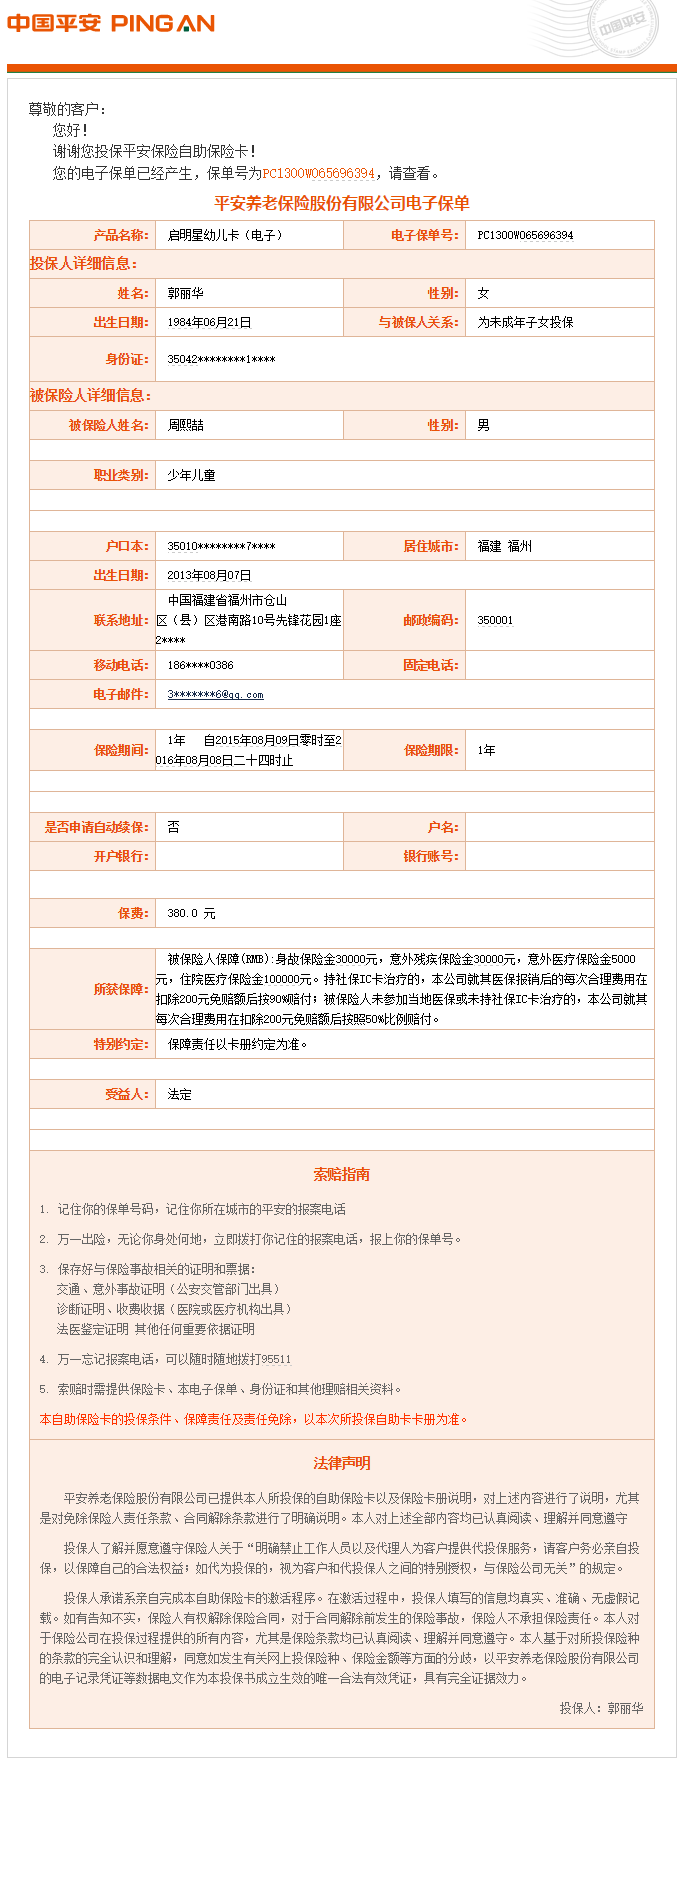 中国平安 PING AN
中国平安
尊敬的客户：
您好！
谢谢您投保平安保险自助保险卡！
您的电子保单已经产生，保单号为PC1300W065696394，请查看。
平安养老保险股份有限公司电子保单
产品名称： 启明星幼儿卡（电子） 电子保单号： PC1300W065696394
投保人详细信息：
姓名： 郭丽华 性别： 女
出生日期： 1984年06月21日 与被保人关系： 为未成年子女投保
身份证： 35042********1****
被保险人详细信息：
被保险人姓名： 周熙喆 性别： 男
职业类别： 少年儿童
户口本： 35010********7**** 居住城市： 福建 福州
出生日期： 2013年08月07日
联系地址： 中国福建省福州市仓山
区（县）区港南路10号先锋花园1座
2****
邮政编码： 350001
移动电话： 186****0386 固定电话：
电子邮件： 3*******6@qq.com
保险期间： 1年 自2015年08月09日零时至2
016年08月08日二十四时止
保险期限： 1年
是否申请自动续保： 否 户名：
开户银行： 银行账号：
保费： 380.0 元
所获保障： 被保险人保障(RMB):身故保险金30000元，意外残疾保险金30000元，意外医疗保险金5000
元，住院医疗保险金100000元。持社保IC卡治疗的，本公司就其医保报销后的每次合理费用在
扣除200元免赔额后按90%赔付；被保险人未参加当地医保或未持社保IC卡治疗的，本公司就其
每次合理费用在扣除200元免赔额后按照50%比例赔付。
特别约定： 保障责任以卡册约定为准。
受益人： 法定
索赔指南
1. 记住你的保单号码，记住你所在城市的平安的报案电话
2. 万一出险，无论你身处何地，立即拨打你记住的报案电话，报上你的保单号。
3. 保存好与保险事故相关的证明和票据：
交通、意外事故证明（公安交管部门出具）
诊断证明、收费收据（医院或医疗机构出具）
法医鉴定证明 其他任何重要依据证明
4. 万一忘记报案电话，可以随时随地拨打95511
5. 索赔时需提供保险卡、本电子保单、身份证和其他理赔相关资料。
本自助保险卡的投保条件、保障责任及责任免除，以本次所投保自助卡卡册为准。
法律声明
平安养老保险股份有限公司已提供本人所投保的自助保险卡以及保险卡册说明，对上述内容进行了说明，尤其
是对免除保险人责任条款、合同解除条款进行了明确说明。本人对上述全部内容均已认真阅读、理解并同意遵守
投保人了解并愿意遵守保险人关于“明确禁止工作人员以及代理人为客户提供代投保服务，请客户务必亲自投
保，以保障自己的合法权益；如代为投保的，视为客户和代投保人之间的特别授权，与保险公司无关”的规定。
投保人承诺系亲自完成本自助保险卡的激活程序。在激活过程中，投保人填写的信息均真实、准确、无虚假记
载。如有告知不实，保险人有权解除保险合同，对于合同解除前发生的保险事故，保险人不承担保险责任。本人对
于保险公司在投保过程提供的所有内容，尤其是保险条款均已认真阅读、理解并同意遵守。本人基于对所投保险种
的条款的完全认识和理解，同意如发生有关网上投保险种、保险金额等方面的分歧，以平安养老保险股份有限公司
的电子记录凭证等数据电文作为本投保书成立生效的唯一合法有效凭证，具有完全证据效力。
投保人：郭丽华